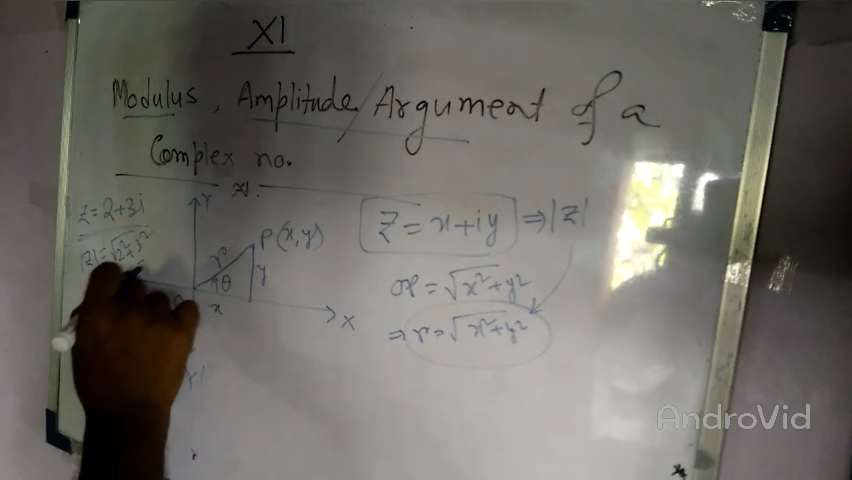 XI
Modulus, Amplitude/Argument of a
Complex no.
Z = 2+3i
|Z| = √2²+3²
Y
P(x,y)
r
θ
y
x
X
Z = x+iy ⇒ |Z|
OP = √x²+y²
⇒ r = √x²+y²
Y'
AndroVid